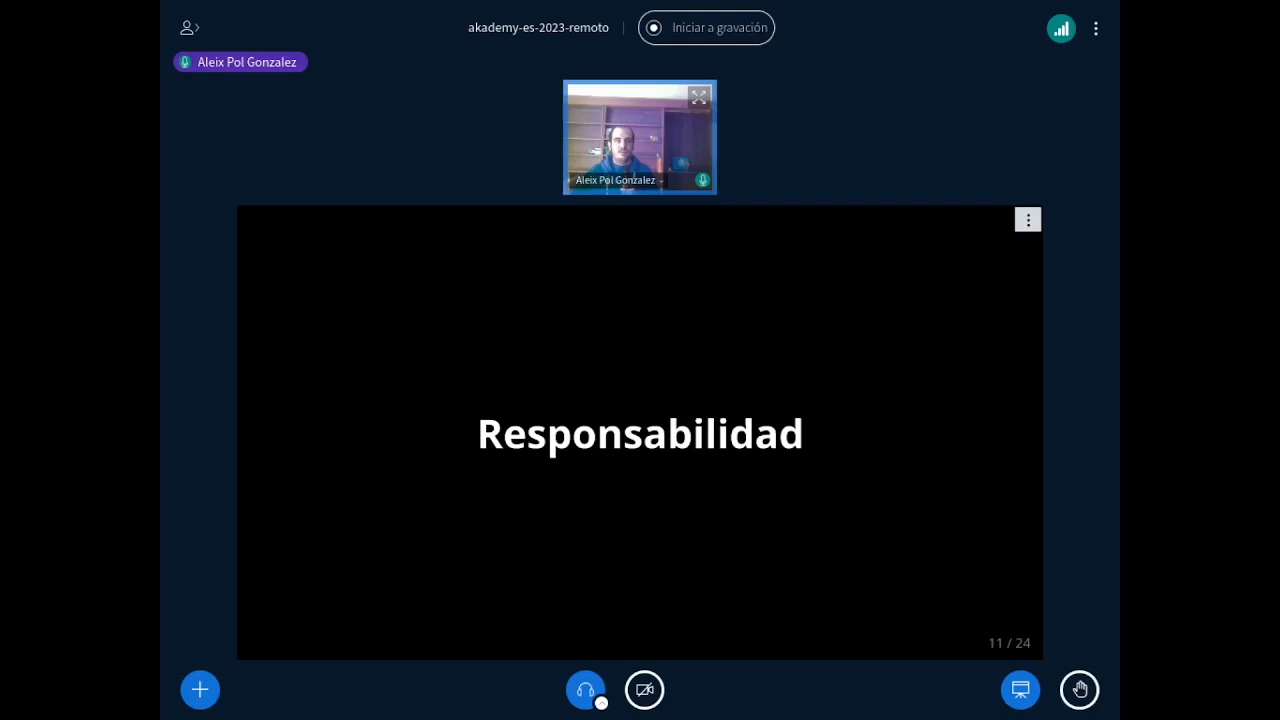 akademy-es-2023-remoto
Iniciar a gravación
Aleix Pol Gonzalez
Aleix Pol Gonzalez
Responsabilidad
11 / 24